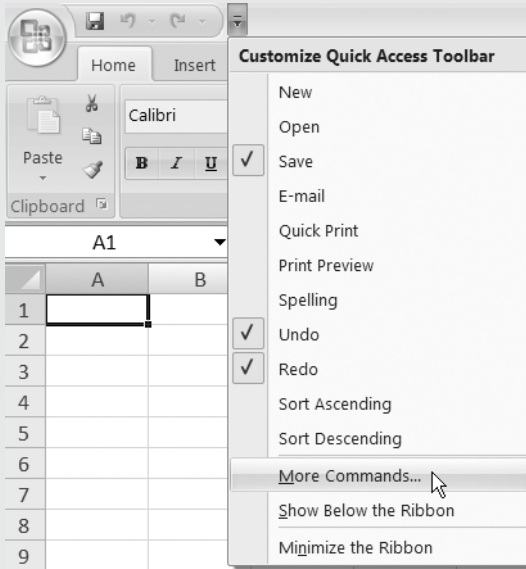 Customize Quick Access Toolbar
Home Insert
New
Open
Save
E-mail
Quick Print
Print Preview
Spelling
Undo
Redo
Sort Ascending
Sort Descending
More Commands...
Show Below the Ribbon
Minimize the Ribbon
Calibri
Paste
B I U
Clipboard
A1
A B
1
2
3
4
5
6
7
8
9